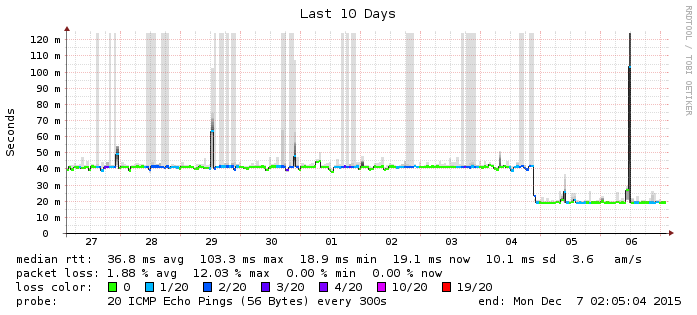 Last 10 Days
RRDTOOL / TOBI OETIKER
Seconds
120 m
110 m
100 m
90 m
80 m
70 m
60 m
50 m
40 m
30 m
20 m
10 m
0
27 28 29 30 01 02 03 04 05 06
median rtt: 36.8 ms avg 103.3 ms max 18.9 ms min 19.1 ms now 10.1 ms sd 3.6 am/s
packet loss: 1.88 % avg 12.03 % max 0.00 % min 0.00 % now
loss color: 0 1/20 2/20 3/20 4/20 10/20 19/20
probe: 20 ICMP Echo Pings (56 Bytes) every 300s end: Mon Dec 7 02:05:04 2015